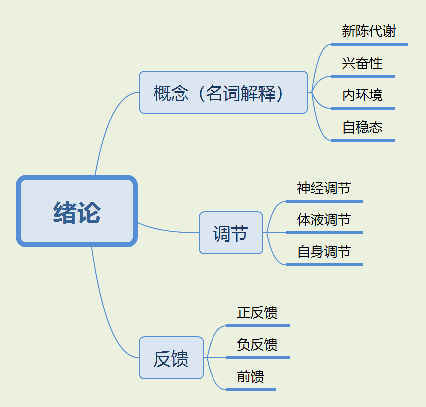 绪论
概念（名词解释）
新陈代谢
兴奋性
内环境
自稳态
调节
神经调节
体液调节
自身调节
反馈
正反馈
负反馈
前馈